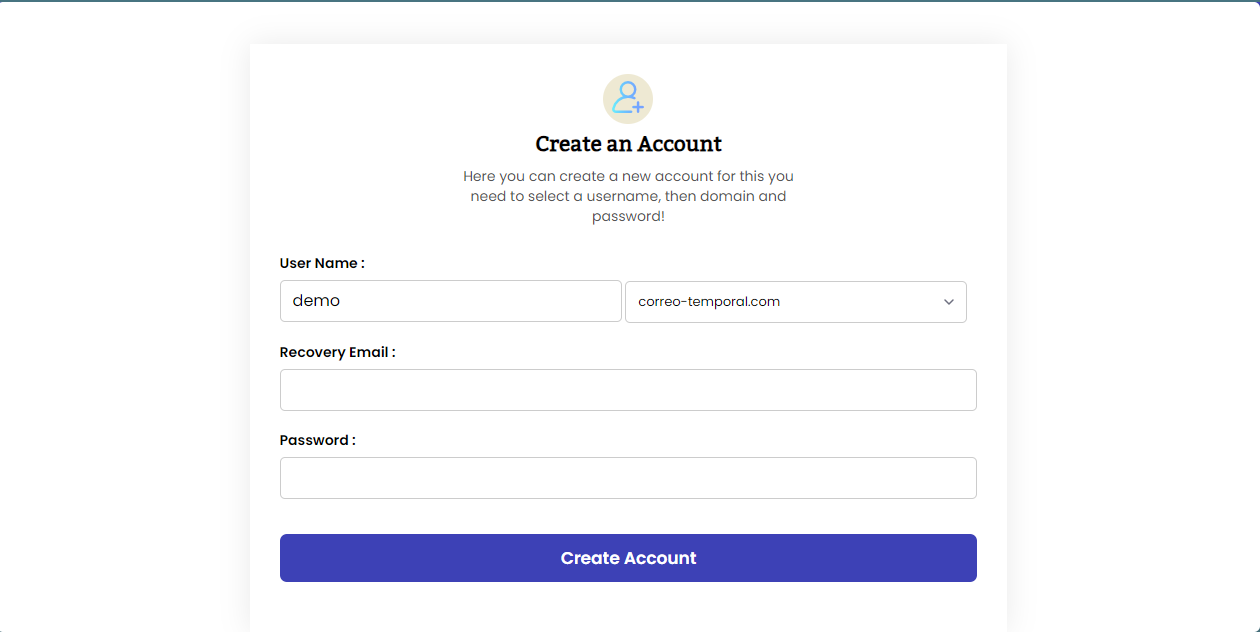 Create an Account
Here you can create a new account for this you
need to select a username, then domain and
password!
User Name :
demo
correo-temporal.com
Recovery Email :
Password :
Create Account